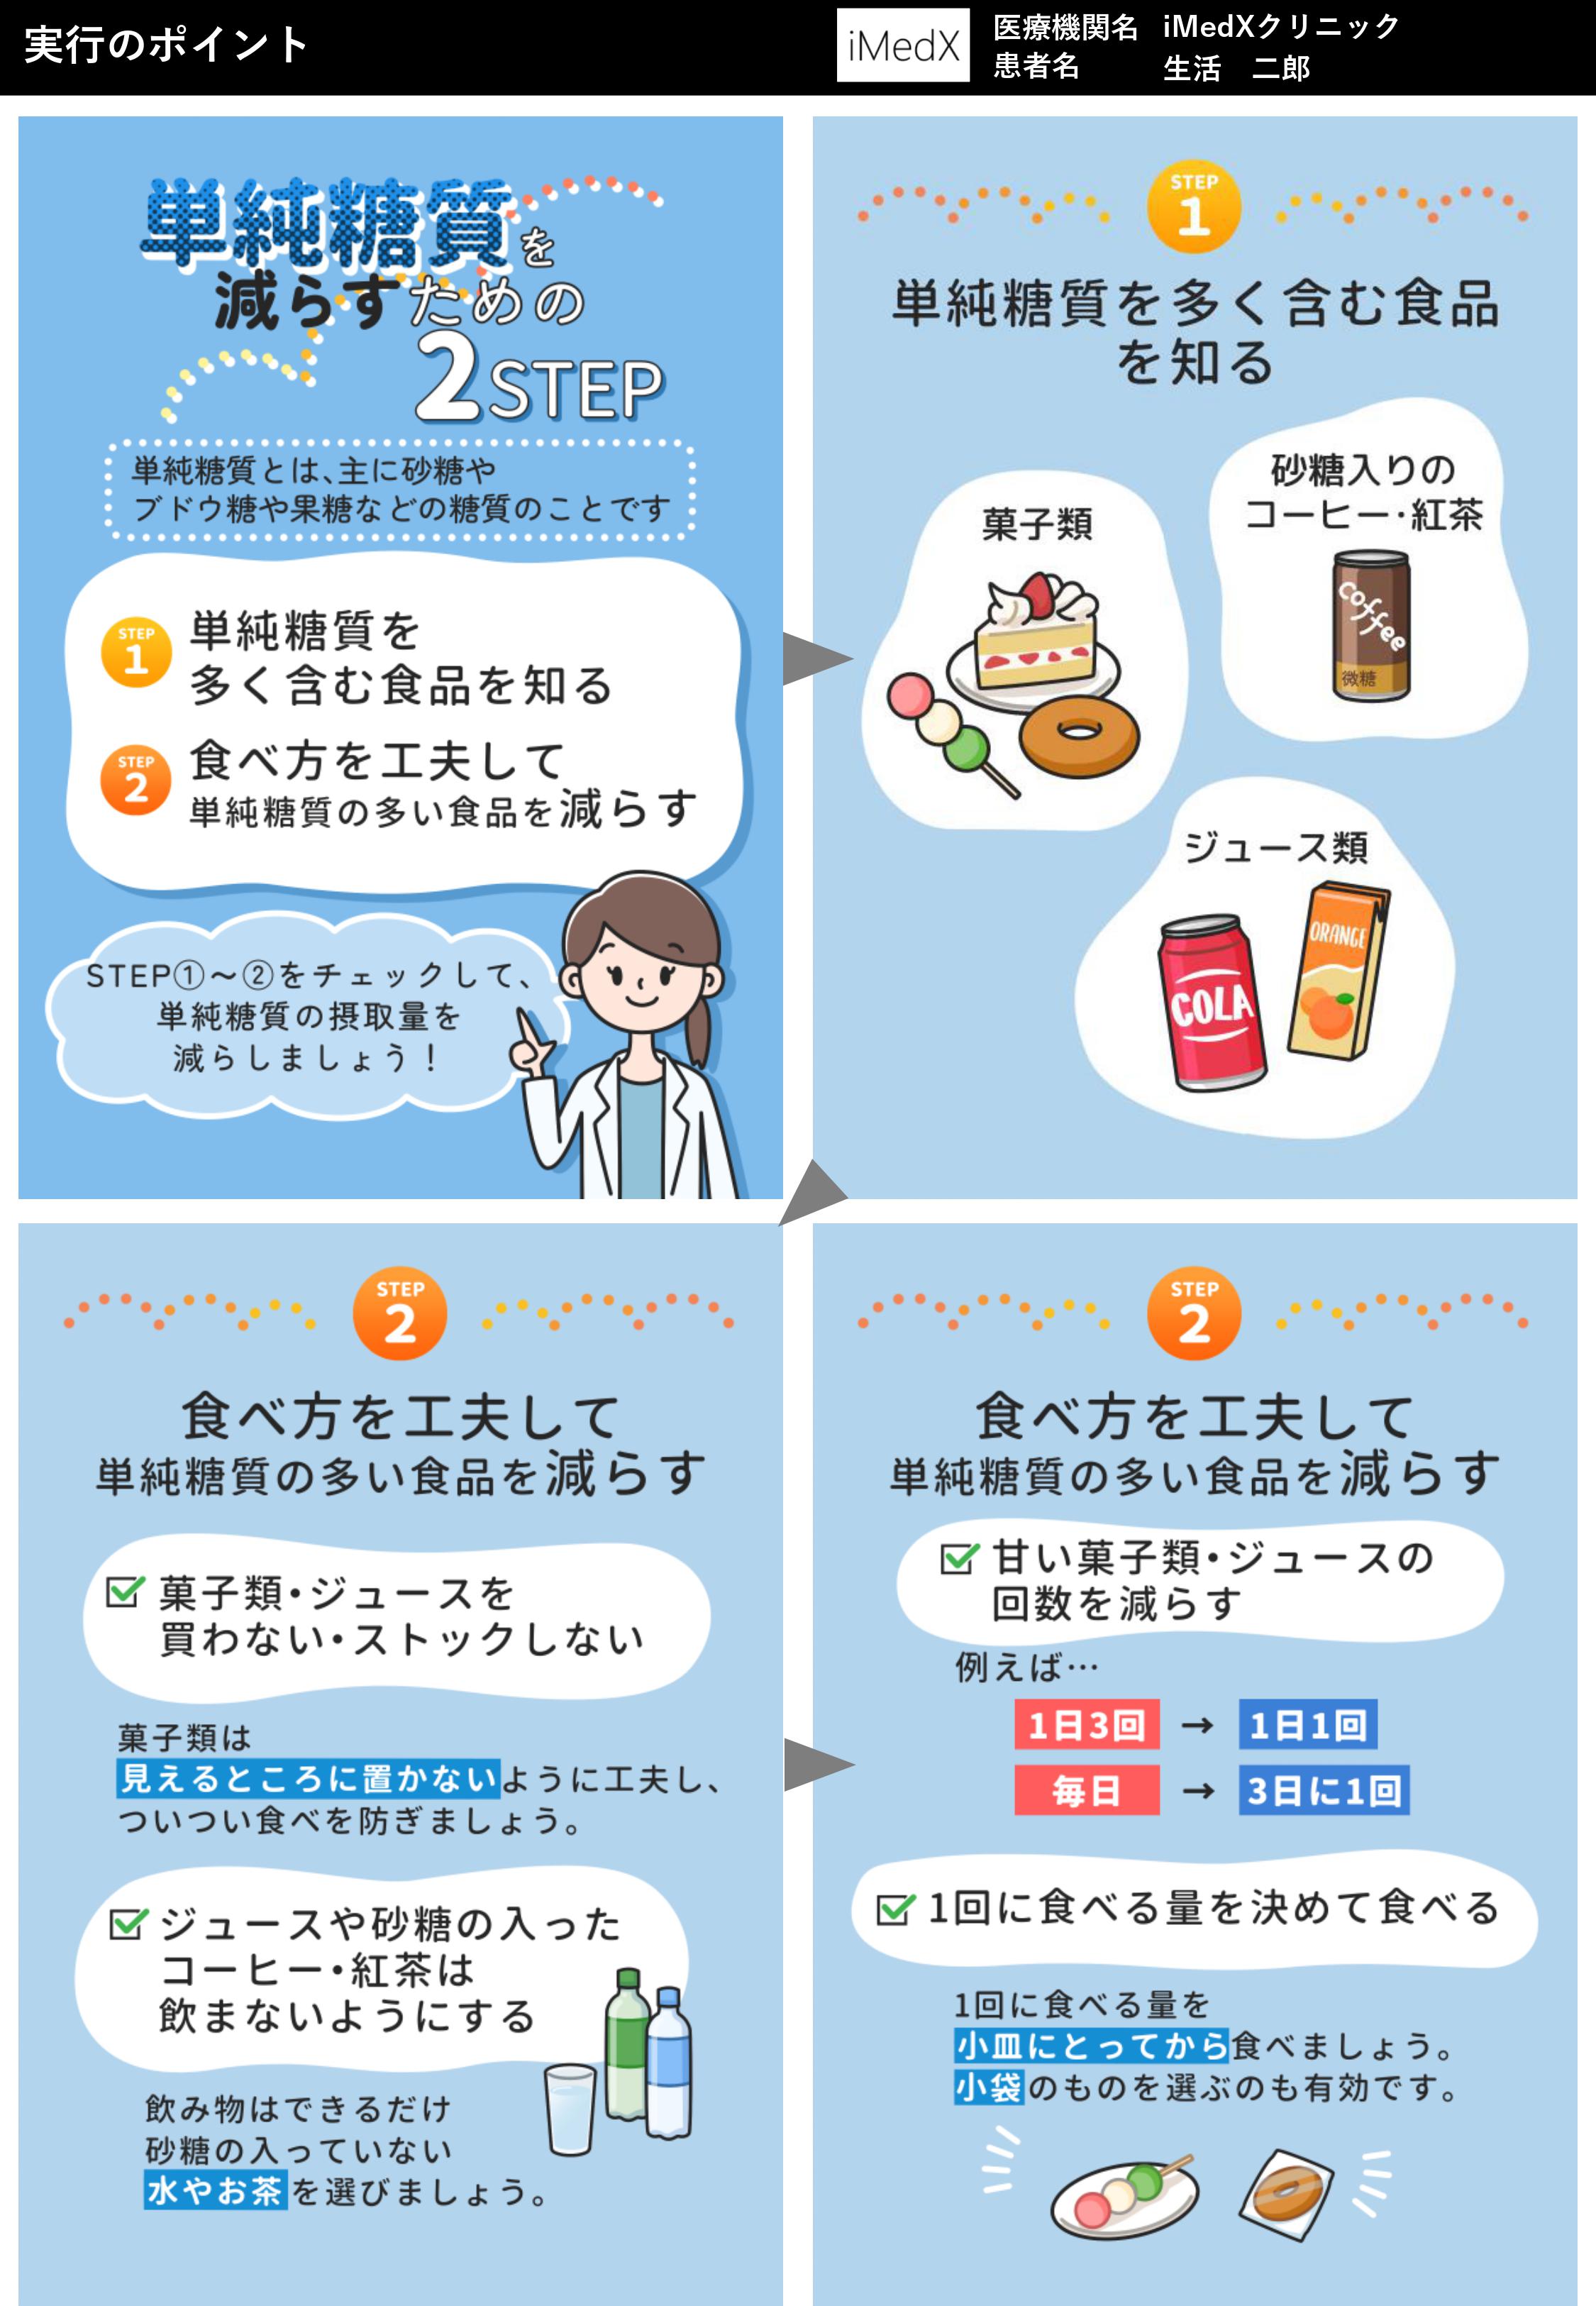 実行のポイント
iMedX
医療機関名 iMedXクリニック
患者名 生活 二郎
単純糖質を
減らすための
2STEP
単純糖質とは、主に砂糖や
ブドウ糖や果糖などの糖質のことです
STEP
1
単純糖質を
多く含む食品を知る
STEP
2
食べ方を工夫して
単純糖質の多い食品を減らす
STEP①~②をチェックして、
単純糖質の摂取量を
減らしましょう！
STEP
1
単純糖質を多く含む食品
を知る
菓子類
砂糖入りの
コーヒー・紅茶
coffee
微糖
ジュース類
COLA
ORANGE
STEP
2
食べ方を工夫して
単純糖質の多い食品を減らす
菓子類・ジュースを
買わない・ストックしない
菓子類は
見えるところに置かないように工夫し、
ついつい食べを防ぎましょう。
ジュースや砂糖の入った
コーヒー・紅茶は
飲まないようにする
飲み物はできるだけ
砂糖の入っていない
水やお茶を選びましょう。
STEP
2
食べ方を工夫して
単純糖質の多い食品を減らす
甘い菓子類・ジュースの
回数を減らす
例えば…
1日3回 → 1日1回
毎日 → 3日に1回
1回に食べる量を決めて食べる
1回に食べる量を
小皿にとってから食べましょう。
小袋のものを選ぶのも有効です。